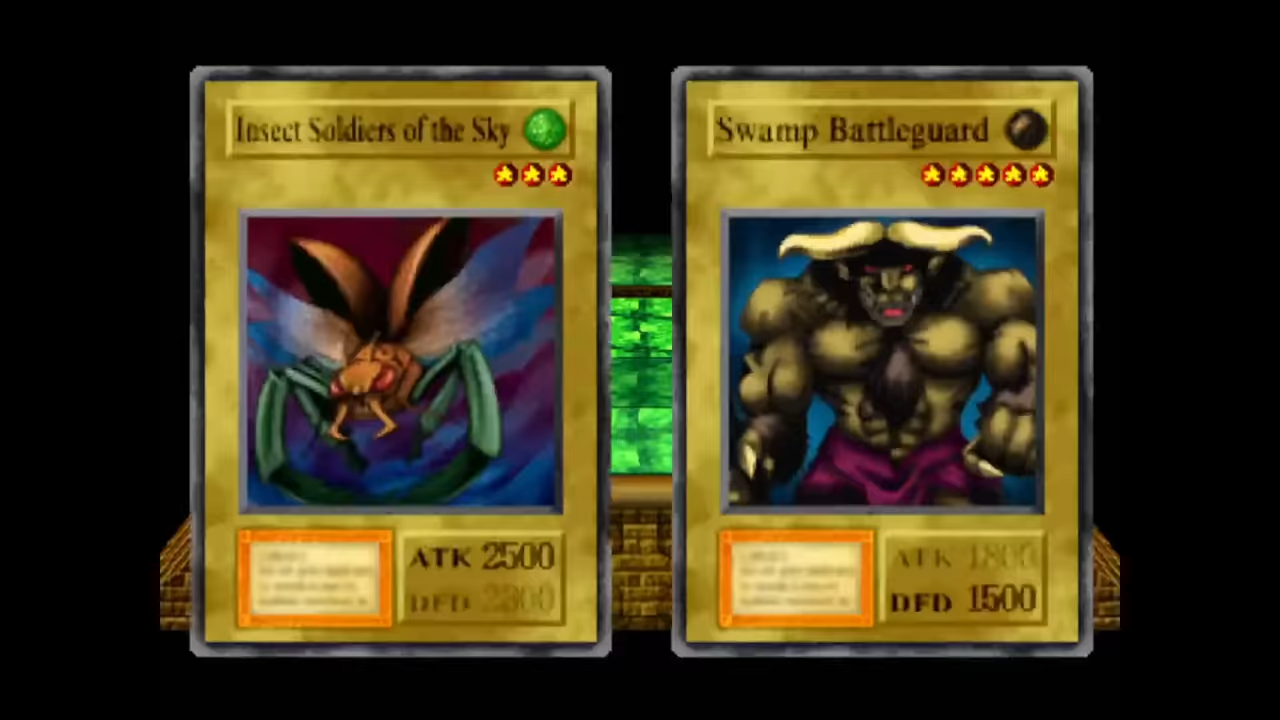 Insect Soldiers of the Sky
ATK 2500
DFD 2300
Swamp Battleguard
ATK 1800
DFD 1500